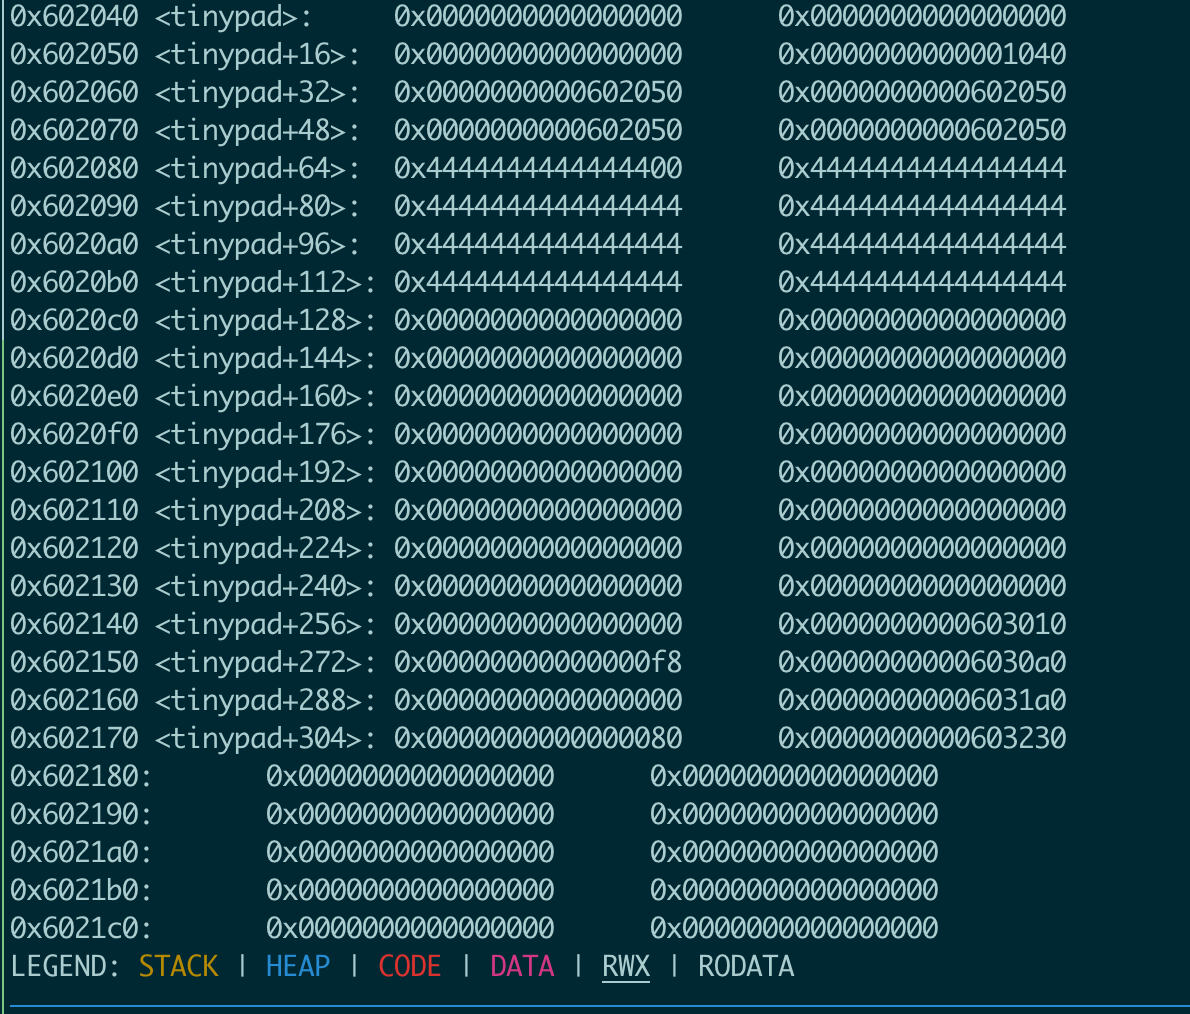 0x602040 <tinypad>: 0x0000000000000000 0x0000000000000000
0x602050 <tinypad+16>: 0x0000000000000000 0x0000000000001040
0x602060 <tinypad+32>: 0x0000000000602050 0x0000000000602050
0x602070 <tinypad+48>: 0x0000000000602050 0x0000000000602050
0x602080 <tinypad+64>: 0x4444444444444400 0x4444444444444444
0x602090 <tinypad+80>: 0x4444444444444444 0x4444444444444444
0x6020a0 <tinypad+96>: 0x4444444444444444 0x4444444444444444
0x6020b0 <tinypad+112>: 0x4444444444444444 0x4444444444444444
0x6020c0 <tinypad+128>: 0x0000000000000000 0x0000000000000000
0x6020d0 <tinypad+144>: 0x0000000000000000 0x0000000000000000
0x6020e0 <tinypad+160>: 0x0000000000000000 0x0000000000000000
0x6020f0 <tinypad+176>: 0x0000000000000000 0x0000000000000000
0x602100 <tinypad+192>: 0x0000000000000000 0x0000000000000000
0x602110 <tinypad+208>: 0x0000000000000000 0x0000000000000000
0x602120 <tinypad+224>: 0x0000000000000000 0x0000000000000000
0x602130 <tinypad+240>: 0x0000000000000000 0x0000000000000000
0x602140 <tinypad+256>: 0x0000000000000000 0x0000000000603010
0x602150 <tinypad+272>: 0x00000000000000f8 0x00000000006030a0
0x602160 <tinypad+288>: 0x0000000000000000 0x00000000006031a0
0x602170 <tinypad+304>: 0x0000000000000080 0x0000000000603230
0x602180: 0x0000000000000000 0x0000000000000000
0x602190: 0x0000000000000000 0x0000000000000000
0x6021a0: 0x0000000000000000 0x0000000000000000
0x6021b0: 0x0000000000000000 0x0000000000000000
0x6021c0: 0x0000000000000000 0x0000000000000000
LEGEND: STACK | HEAP | CODE | DATA | RWX | RODATA